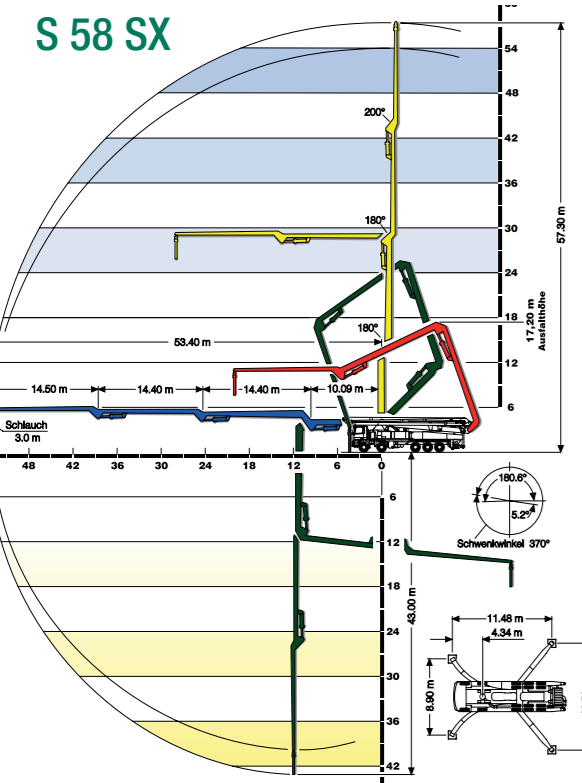 S 58 SX
54
48
42
36
30
24
18
12
6
200°
180°
180°
57.30 m
17,20 m
Ausfalthöhe
53.40 m
14.50 m
14.40 m
14.40 m
10.09 m
Schlauch
3.0 m
48
42
36
30
24
18
12
6
0
6
12
18
24
30
36
42
43.00 m
180.6°
5.2°
Schwenkwinkel 370°
11.48 m
4.34 m
8.90 m